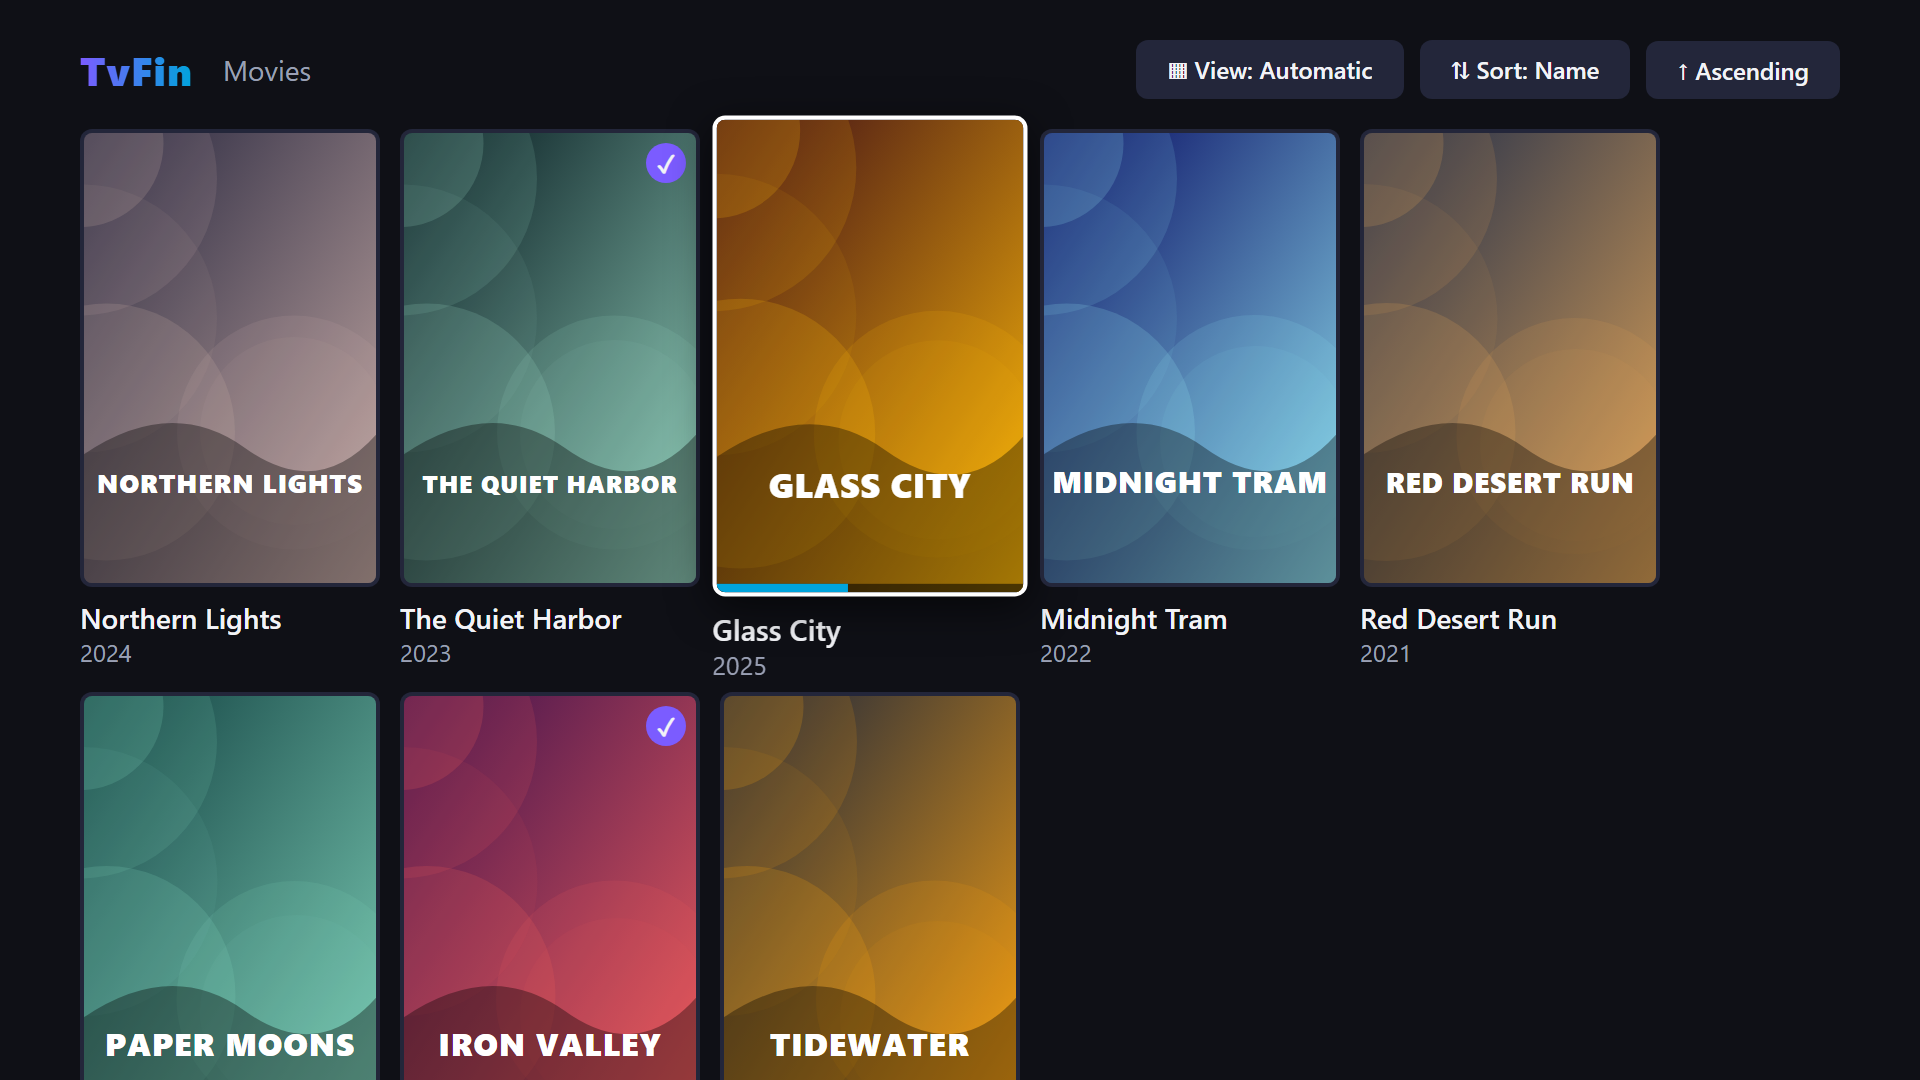 TvFin
Movies
▦ View: Automatic
⇅ Sort: Name
↑ Ascending
NORTHERN LIGHTS
THE QUIET HARBOR
GLASS CITY
MIDNIGHT TRAM
RED DESERT RUN
Northern Lights
2024
The Quiet Harbor
2023
Glass City
2025
Midnight Tram
2022
Red Desert Run
2021
PAPER MOONS
IRON VALLEY
TIDEWATER